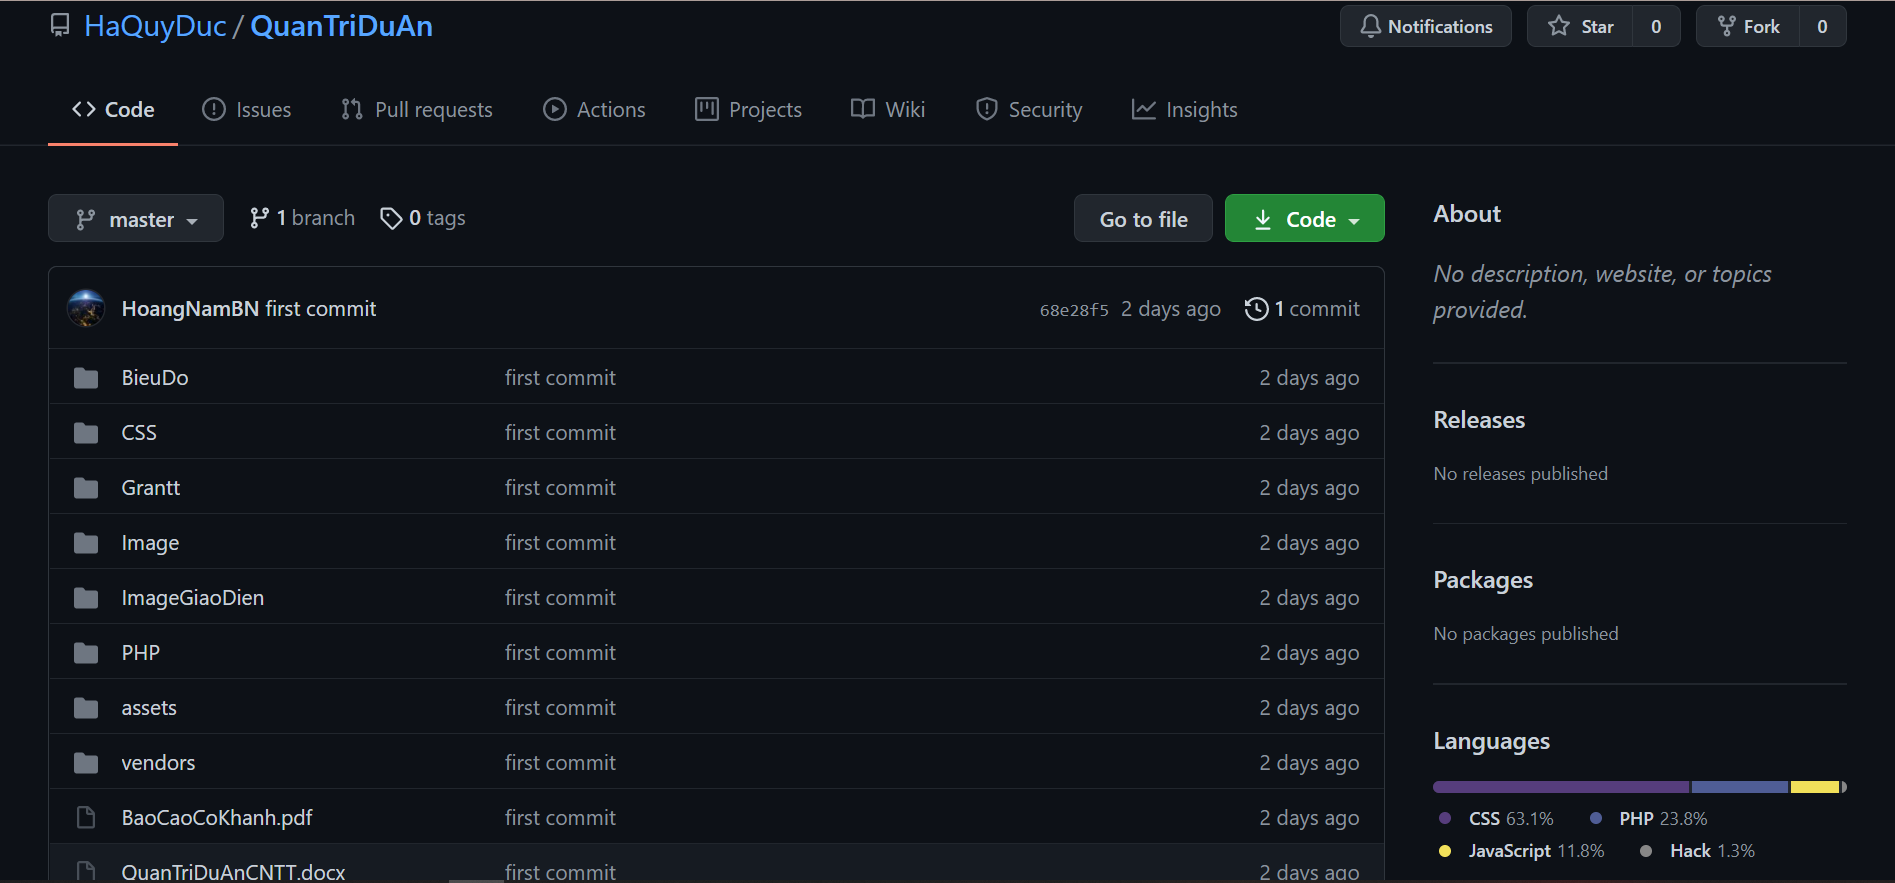 HaQuyDuc / QuanTriDuAn
Notifications Star 0 Fork 0
Code Issues Pull requests Actions Projects Wiki Security Insights
master 1 branch 0 tags Go to file Code
HoangNamBN first commit 68e28f5 2 days ago 1 commit
BieuDo first commit 2 days ago
CSS first commit 2 days ago
Grantt first commit 2 days ago
Image first commit 2 days ago
ImageGiaoDien first commit 2 days ago
PHP first commit 2 days ago
assets first commit 2 days ago
vendors first commit 2 days ago
BaoCaoCoKhanh.pdf first commit 2 days ago
QuanTriDuAnCNTT.docx first commit 2 days ago
About
No description, website, or topics
provided.
Releases
No releases published
Packages
No packages published
Languages
CSS 63.1% PHP 23.8%
JavaScript 11.8% Hack 1.3%